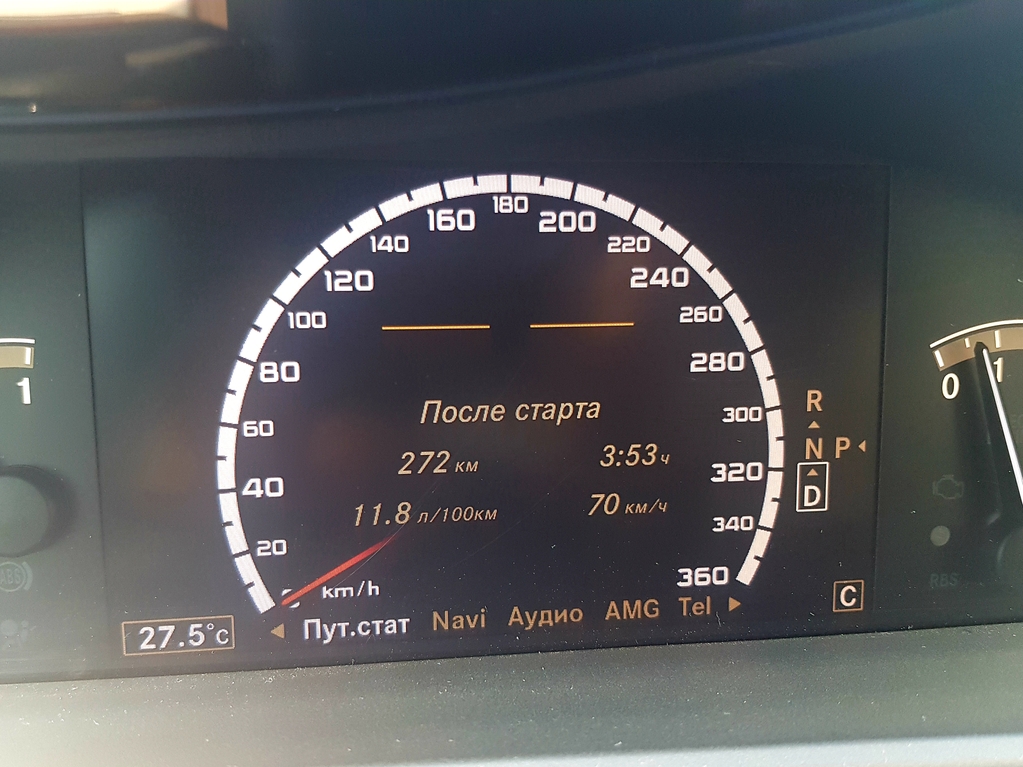 180
160 200
140 220
120 240
100 260
80 280
1 0 1
После старта
R
60 300
272 км 3:53ч
N P
40 320
D
11.8 л/100км 70 км/ч
20 340
ABS
RBS
km/h 360
27.5°C Пут.стат Navi Аудио AMG Tel C